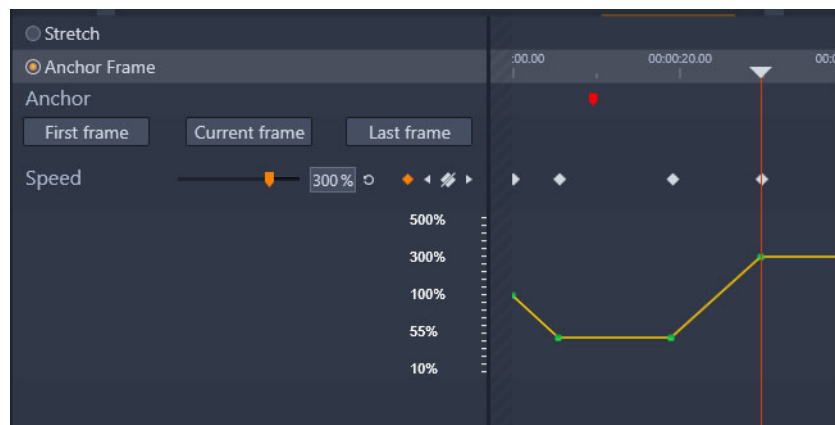 Stretch
Anchor Frame
:00.00 00:00:20.00 00:
Anchor
First frame Current frame Last frame
Speed 300 %
500%
300%
100%
55%
10%